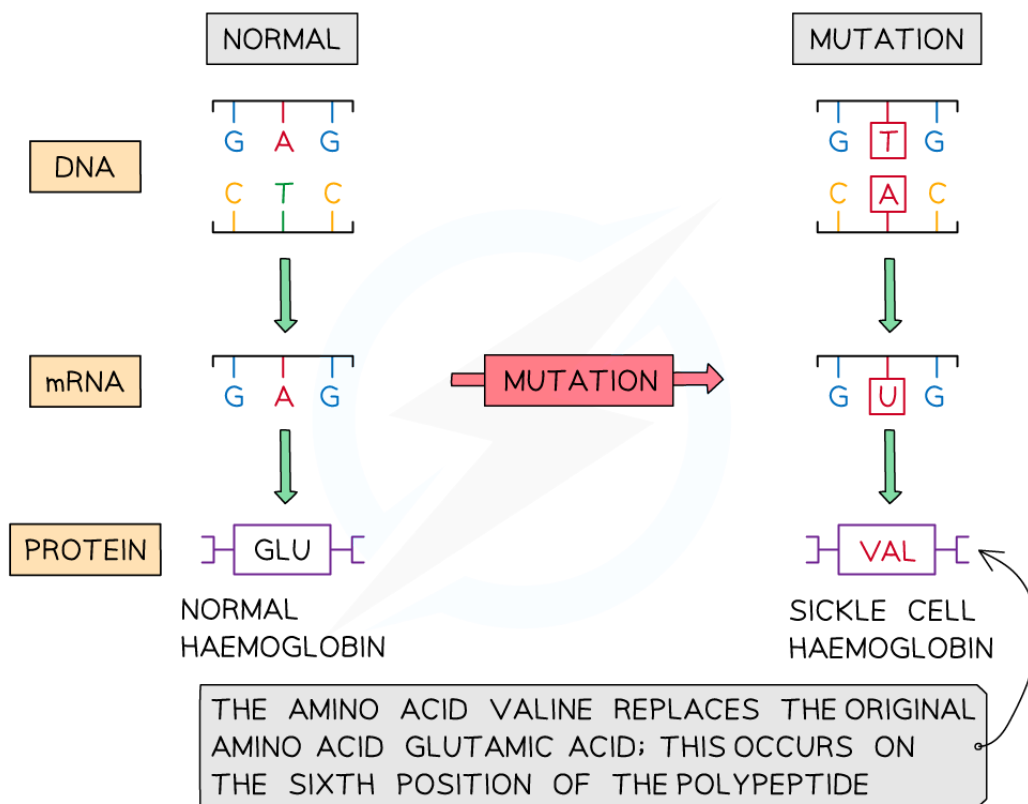 NORMAL MUTATION
G A G G T G
DNA
C T C C A C
mRNA MUTATION
G A G G U G
PROTEIN GLU VAL
NORMAL SICKLE CELL
HAEMOGLOBIN HAEMOGLOBIN
THE AMINO ACID VALINE REPLACES THE ORIGINAL
AMINO ACID GLUTAMIC ACID; THIS OCCURS ON
THE SIXTH POSITION OF THE POLYPEPTIDE